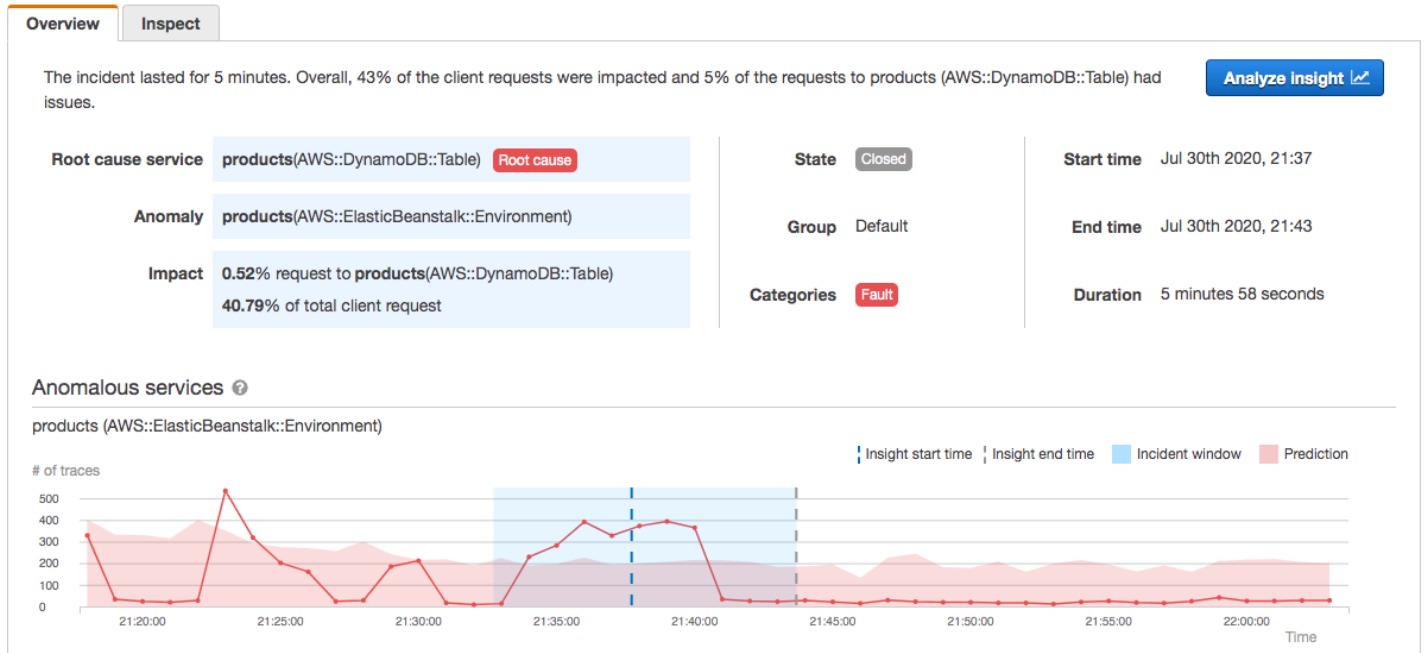 Overview
Inspect
The incident lasted for 5 minutes. Overall, 43% of the client requests were impacted and 5% of the requests to products (AWS::DynamoDB::Table) had
issues.
Analyze insight
Root cause service products(AWS::DynamoDB::Table) Root cause
Anomaly products(AWS::ElasticBeanstalk::Environment)
Impact 0.52% request to products(AWS::DynamoDB::Table)
40.79% of total client request
State Closed
Group Default
Categories Fault
Start time Jul 30th 2020, 21:37
End time Jul 30th 2020, 21:43
Duration 5 minutes 58 seconds
Anomalous services ?
products (AWS::ElasticBeanstalk::Environment)
Insight start time Insight end time Incident window Prediction
# of traces
500
400
300
200
100
0
21:20:00 21:25:00 21:30:00 21:35:00 21:40:00 21:45:00 21:50:00 21:55:00 22:00:00
Time